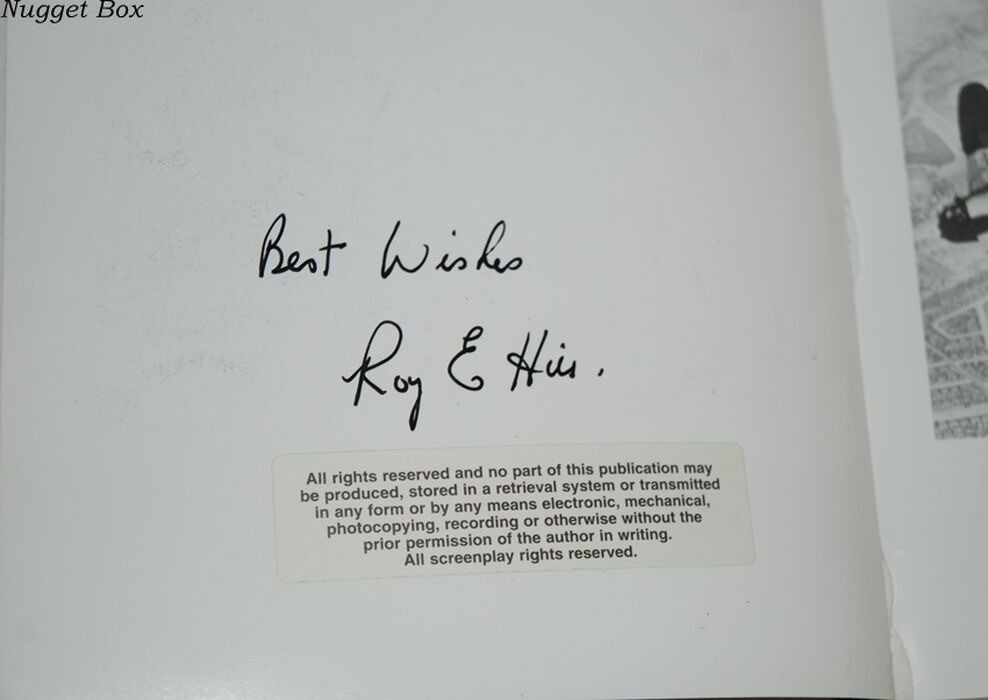 Nugget Box
Best Wishes
Roy E
All rights reserved and no part of this publication may
be produced, stored in a retrieval system or transmitted
in any form or by any means electronic, mechanical,
photocopying, recording or otherwise without the
prior permission of the author in writing.
All screenplay rights reserved.